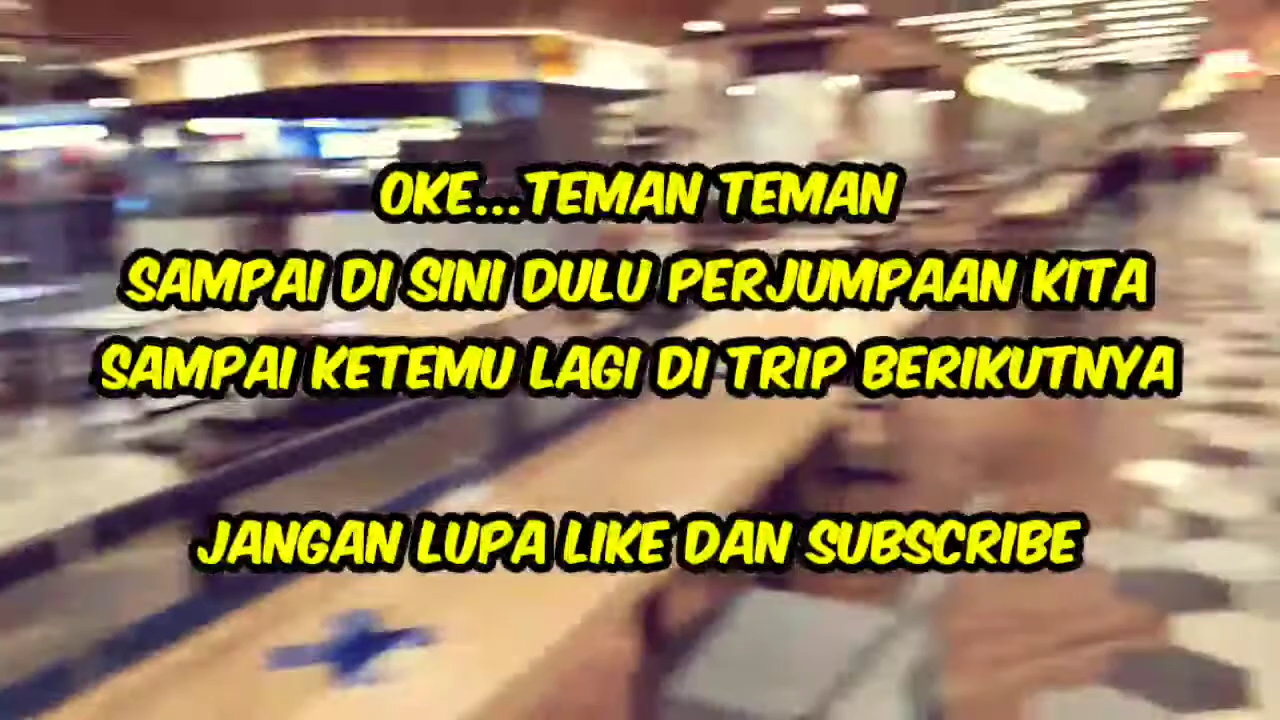 OKE...TEMAN TEMAN
SAMPAI DI SINI DULU PERJUMPAAN KITA
SAMPAI KETEMU LAGI DI TRIP BERIKUTNYA
JANGAN LUPA LIKE DAN SUBSCRIBE